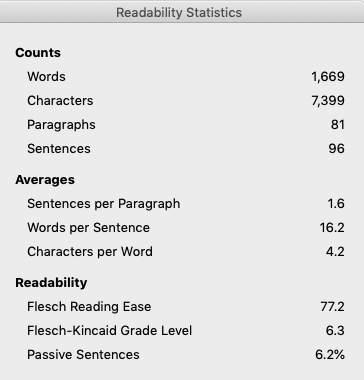 Readability Statistics
Counts
Words 1,669
Characters 7,399
Paragraphs 81
Sentences 96
Averages
Sentences per Paragraph 1.6
Words per Sentence 16.2
Characters per Word 4.2
Readability
Flesch Reading Ease 77.2
Flesch-Kincaid Grade Level 6.3
Passive Sentences 6.2%